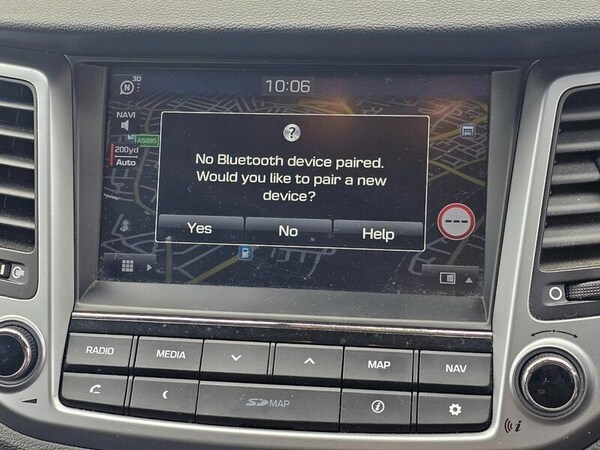 3D
N
10:06
NAVI
A5095
200yd
Auto
?
No Bluetooth device paired.
Would you like to pair a new
device?
Yes
No
Help
---
RADIO
MEDIA
MAP
NAV
SD MAP
i
i